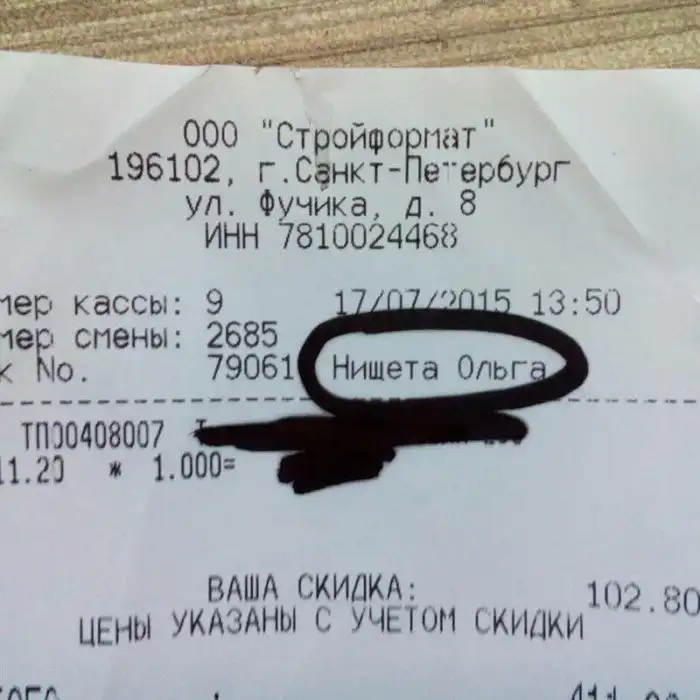 ООО "Стройформат"
196102, г.Санкт-Петербург
ул. Фучика, д. 8
ИНН 7810024468
мер кассы: 9 17/07/2015 13:50
мер смены: 2685
к No. 79061 Нищета Ольга
ТП00408007
11.20 * 1.000=
ВАША СКИДКА: 102.80
ЦЕНЫ УКАЗАНЫ С УЧЕТОМ СКИДКИ